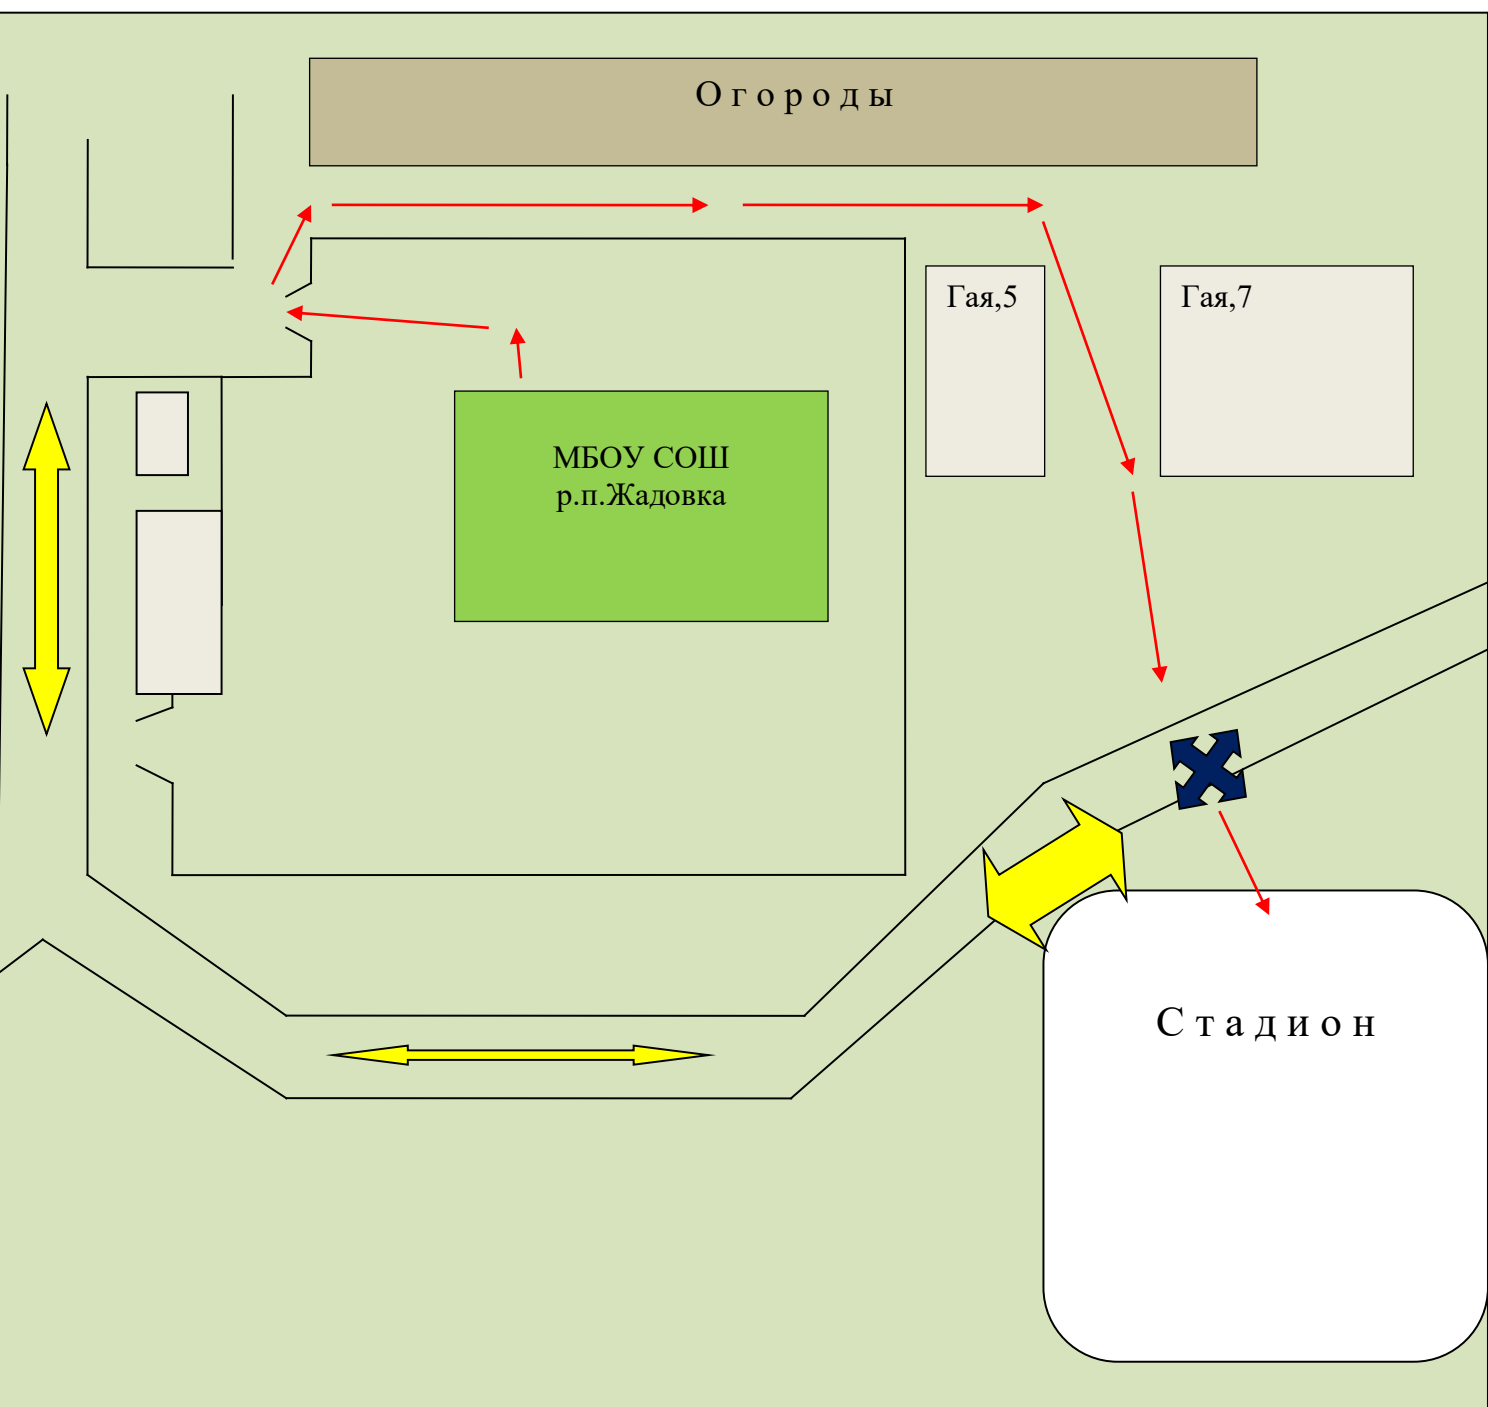 О г о р о д ы
Гая,5
Гая,7
МБОУ СОШ
р.п.Жадовка
С т а д и о н